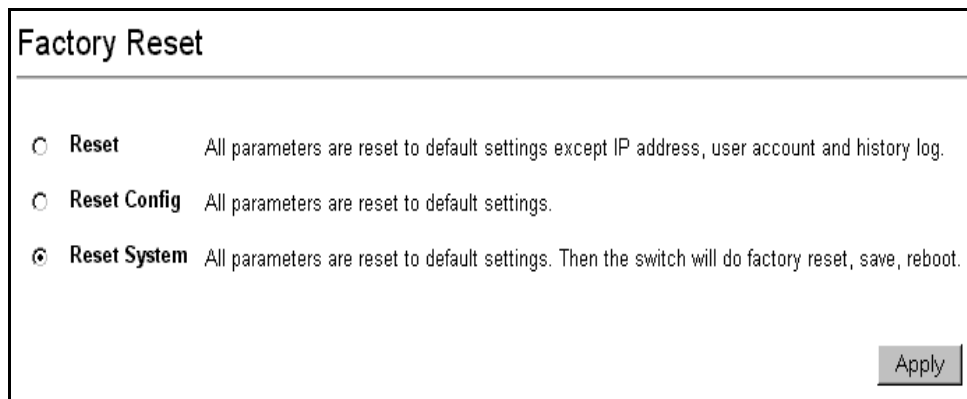 Factory Reset
Reset All parameters are reset to default settings except IP address, user account and history log.
Reset Config All parameters are reset to default settings.
Reset System All parameters are reset to default settings. Then the switch will do factory reset, save, reboot.
Apply